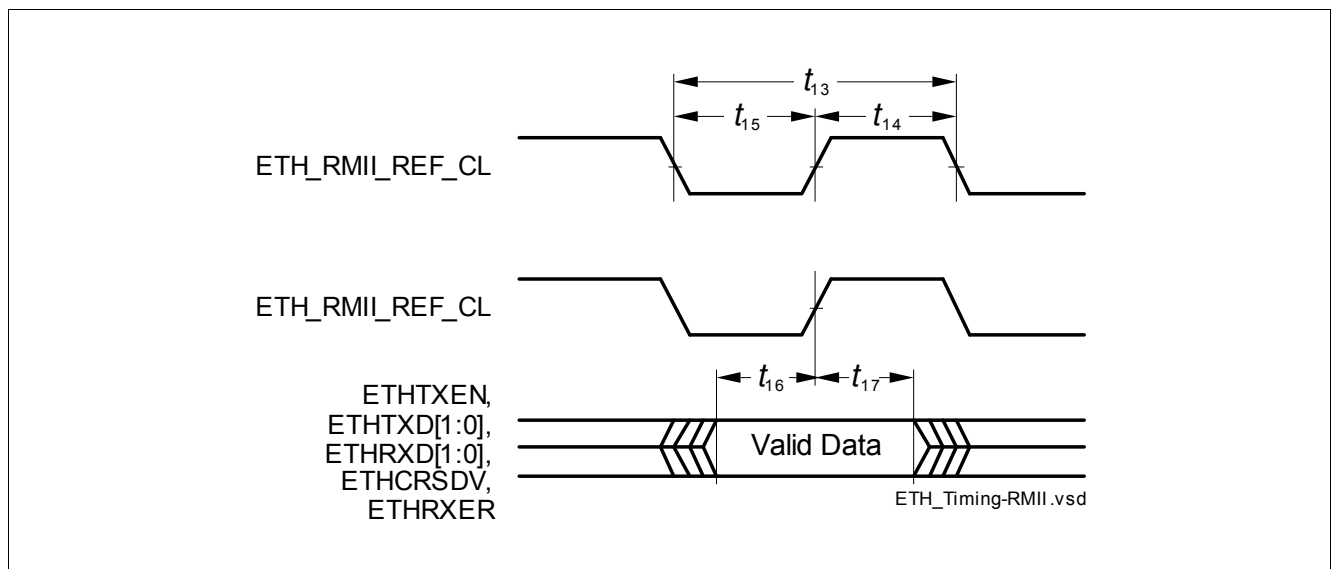 t13
t15
t14
ETH_RMII_REF_CL
ETH_RMII_REF_CL
t16
t17
ETHTXEN,
ETHTXD[1:0],
ETHRXD[1:0],
ETHCRSDV,
ETHRXER
Valid Data
ETH_Timing-RMII.vsd